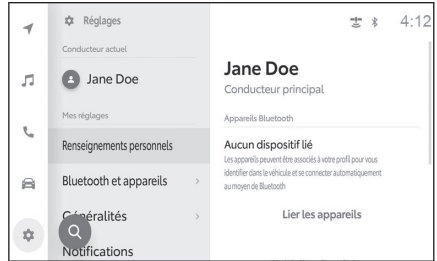 Réglages
4:12
Conducteur actuel
Jane Doe
Mes réglages
Renseignements personnels
Bluetooth et appareils
Généralités
Notifications
Jane Doe
Conducteur principal
Appareils Bluetooth
Aucun dispositif lié
Les appareils peuvent être associés à votre profil pour vous
identifier dans le véhicule et se connecter automatiquement
au moyen de Bluetooth
Lier les appareils